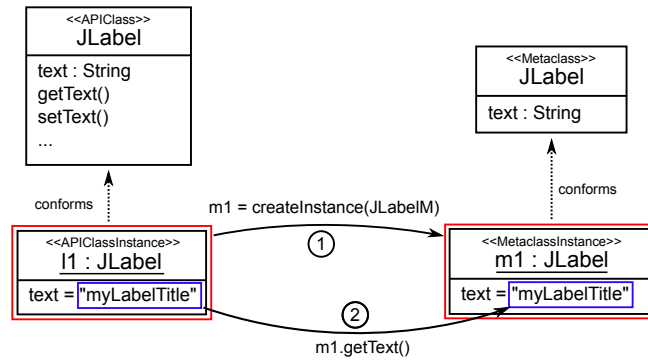 <<APIClass>>
JLabel
text : String
getText()
setText()
...
<<Metaclass>>
JLabel
text : String
conforms
conforms
m1 = createInstance(JLabelM)
1
<<APIClassInstance>>
l1 : JLabel
text = "myLabelTitle"
<<MetaclassInstance>>
m1 : JLabel
text = "myLabelTitle"
2
m1.getText()